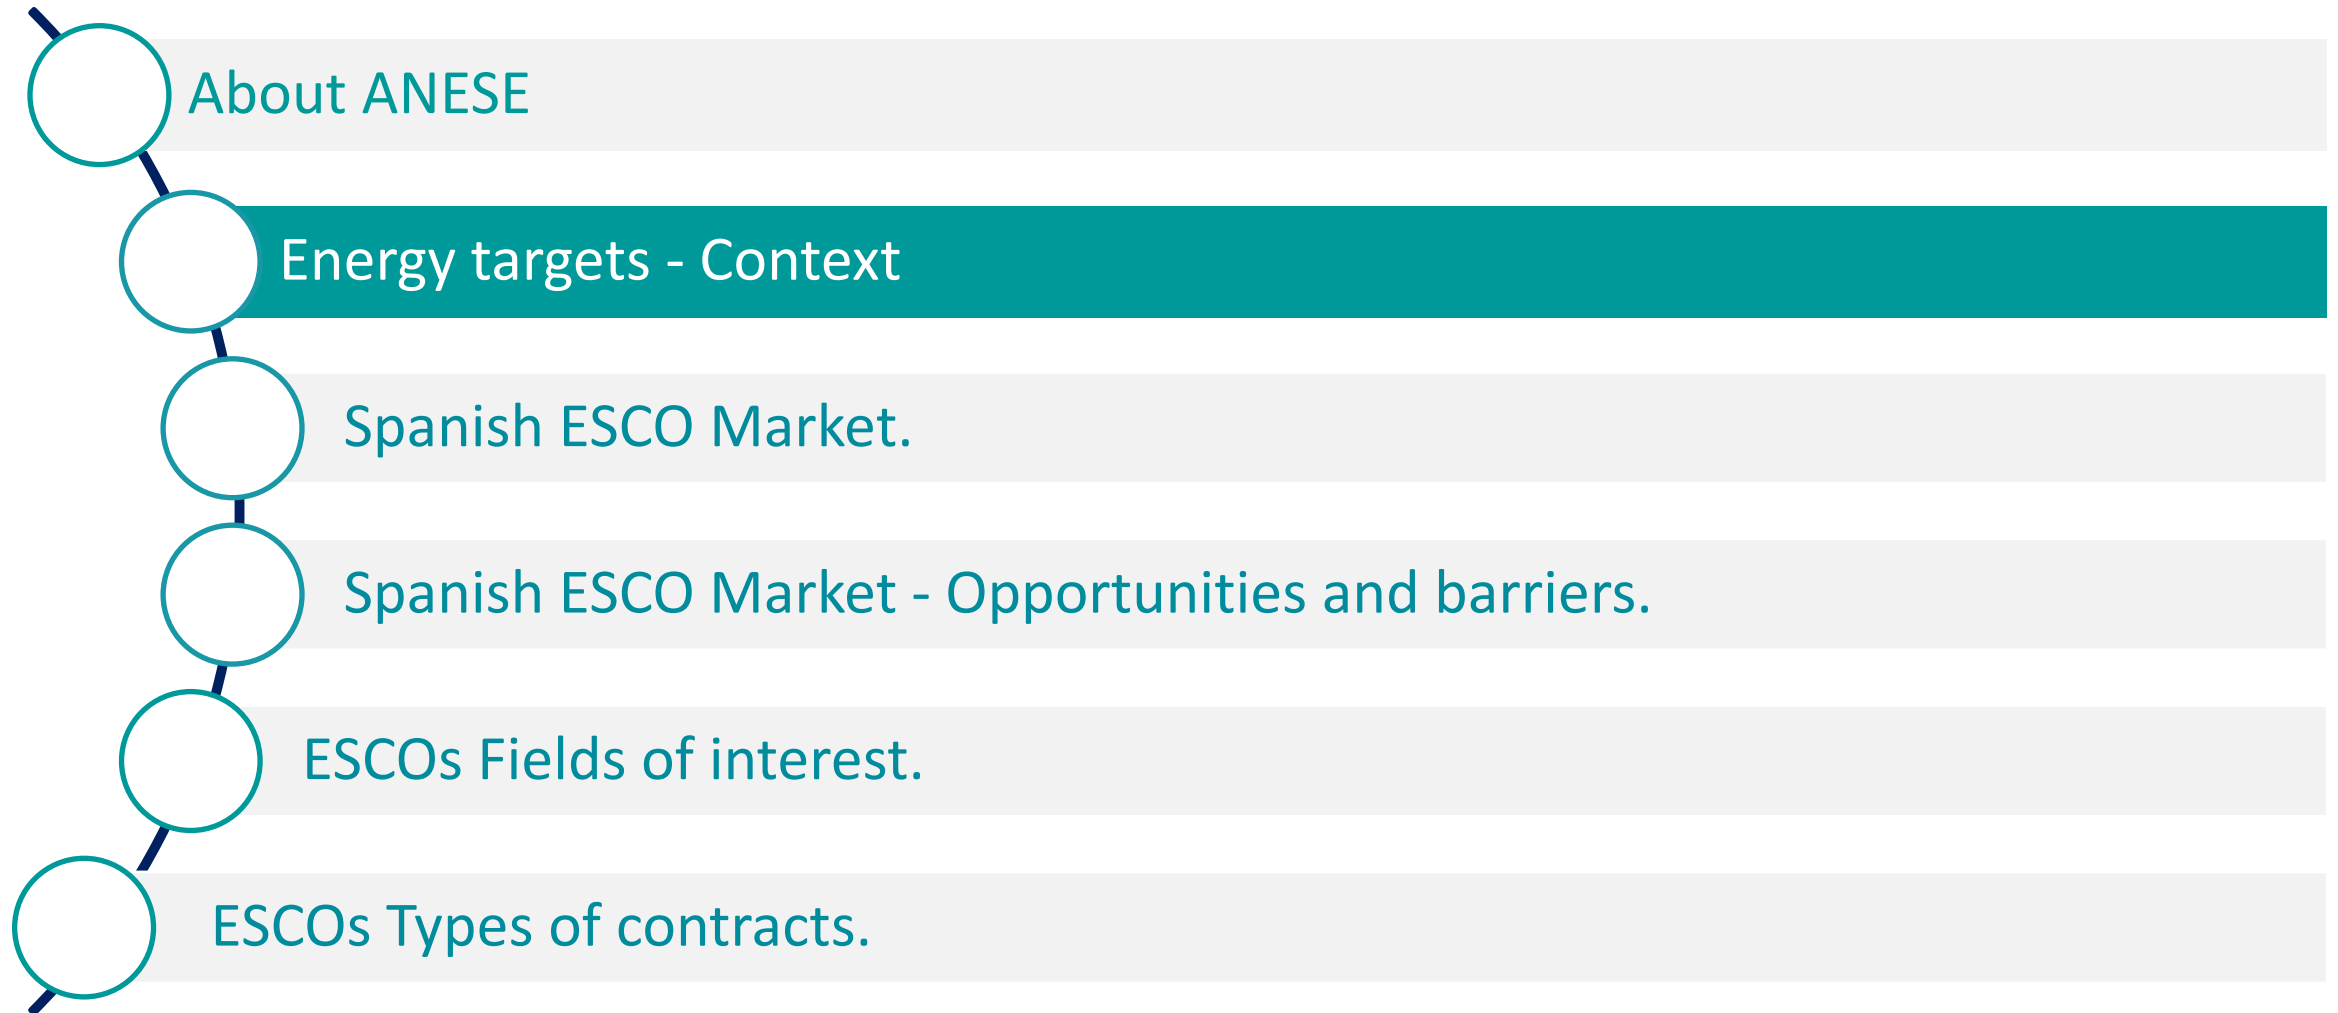 About ANESE
Energy targets - Context
Spanish ESCO Market.
Spanish ESCO Market - Opportunities and barriers.
ESCOs Fields of interest.
ESCOs Types of contracts.